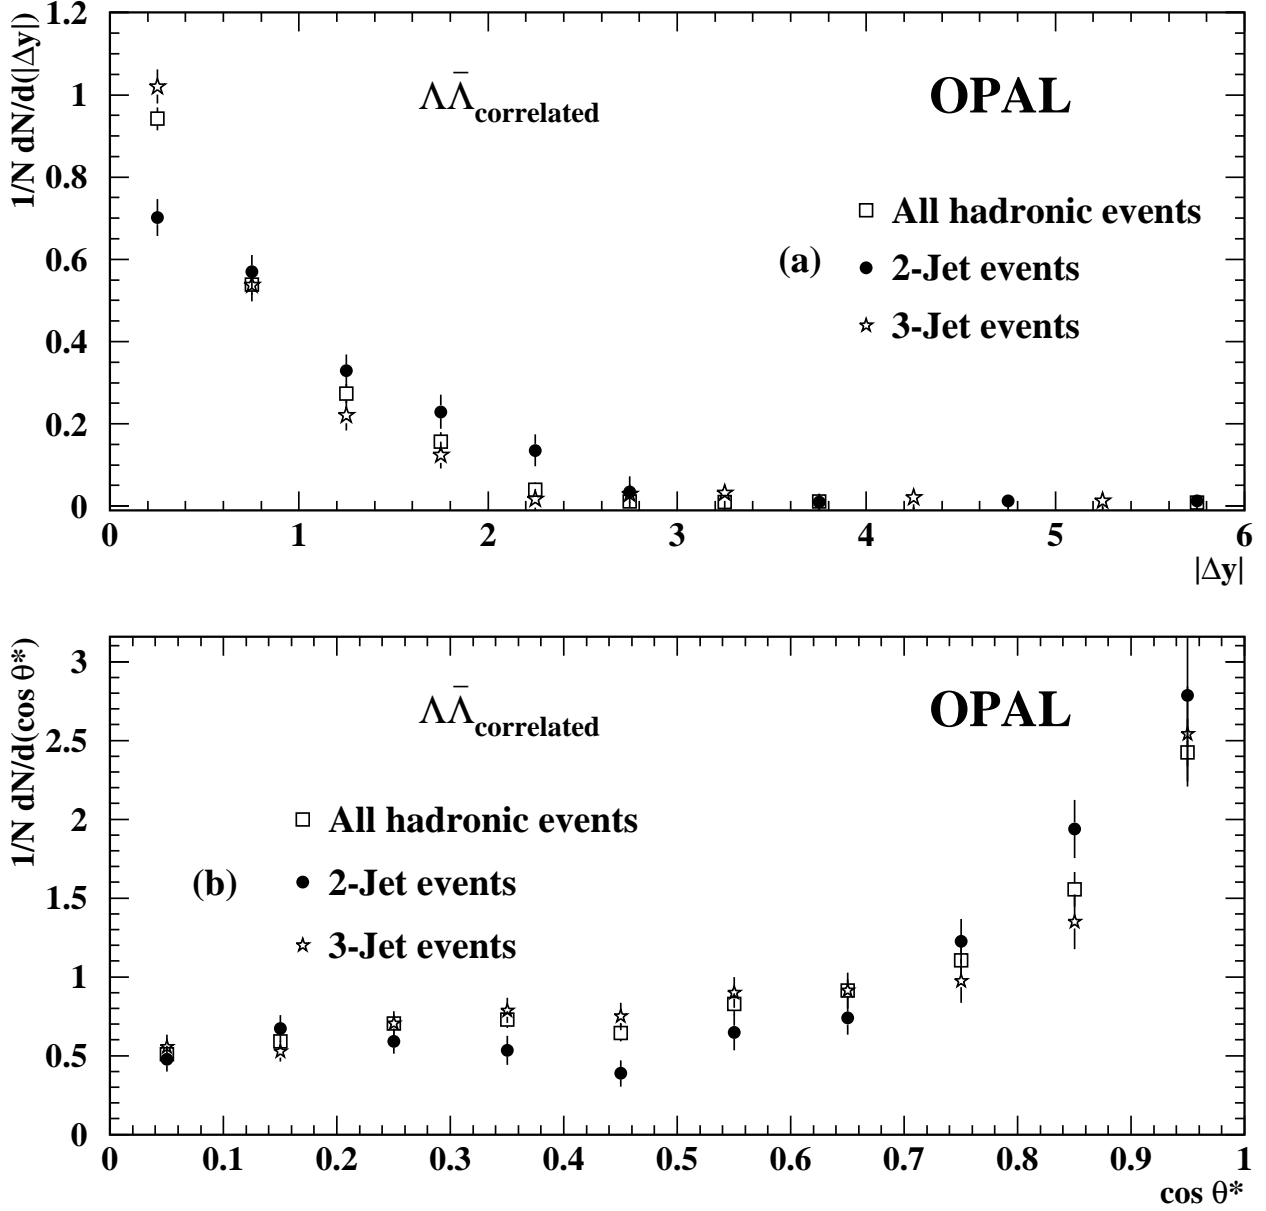 1/N dN/d(|Δy|)
1.2
1
0.8
0.6
0.4
0.2
0
ΛΛ̄correlated
OPAL
(a)
All hadronic events
2-Jet events
3-Jet events
0 1 2 3 4 5 6
|Δy|
1/N dN/d(cos θ*)
3
2.5
2
1.5
1
0.5
0
ΛΛ̄correlated
OPAL
All hadronic events
(b) 2-Jet events
3-Jet events
0 0.1 0.2 0.3 0.4 0.5 0.6 0.7 0.8 0.9 1
cos θ*